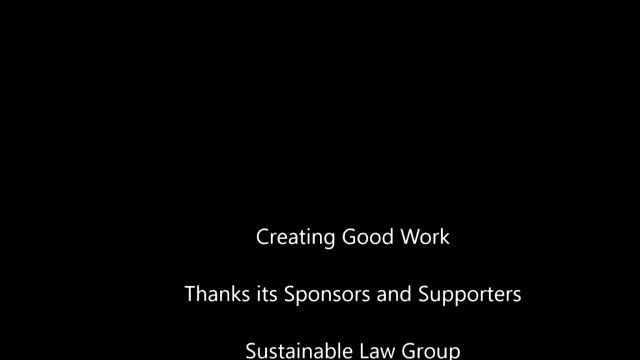 Creating Good Work
Thanks its Sponsors and Supporters
Sustainable Law Group